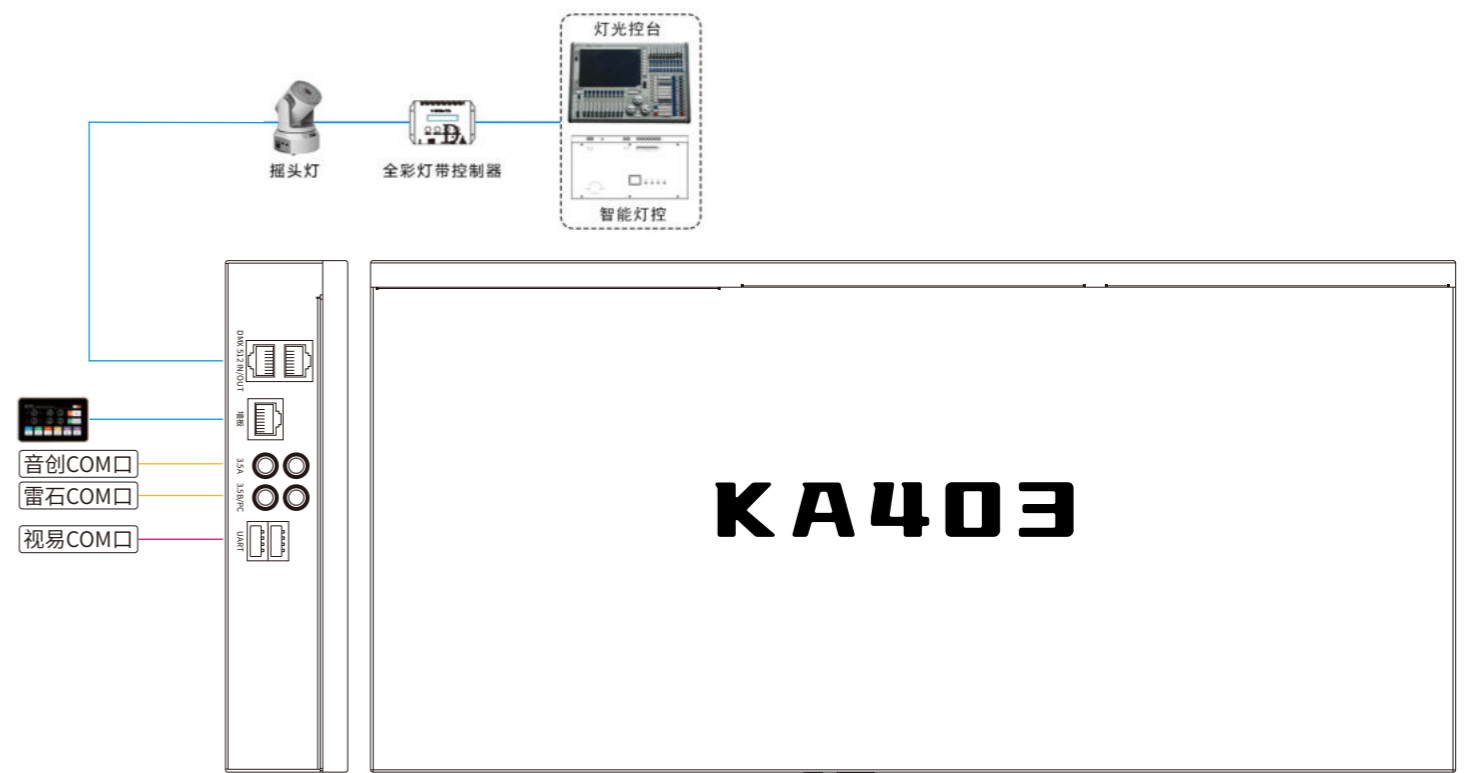 灯光控台
摇头灯
全彩灯带控制器
智能灯控
DMX 512 IN/OUT
墙板
3.5A
音创COM口
3.5B/PC
雷石COM口
UART
视易COM口
KA403